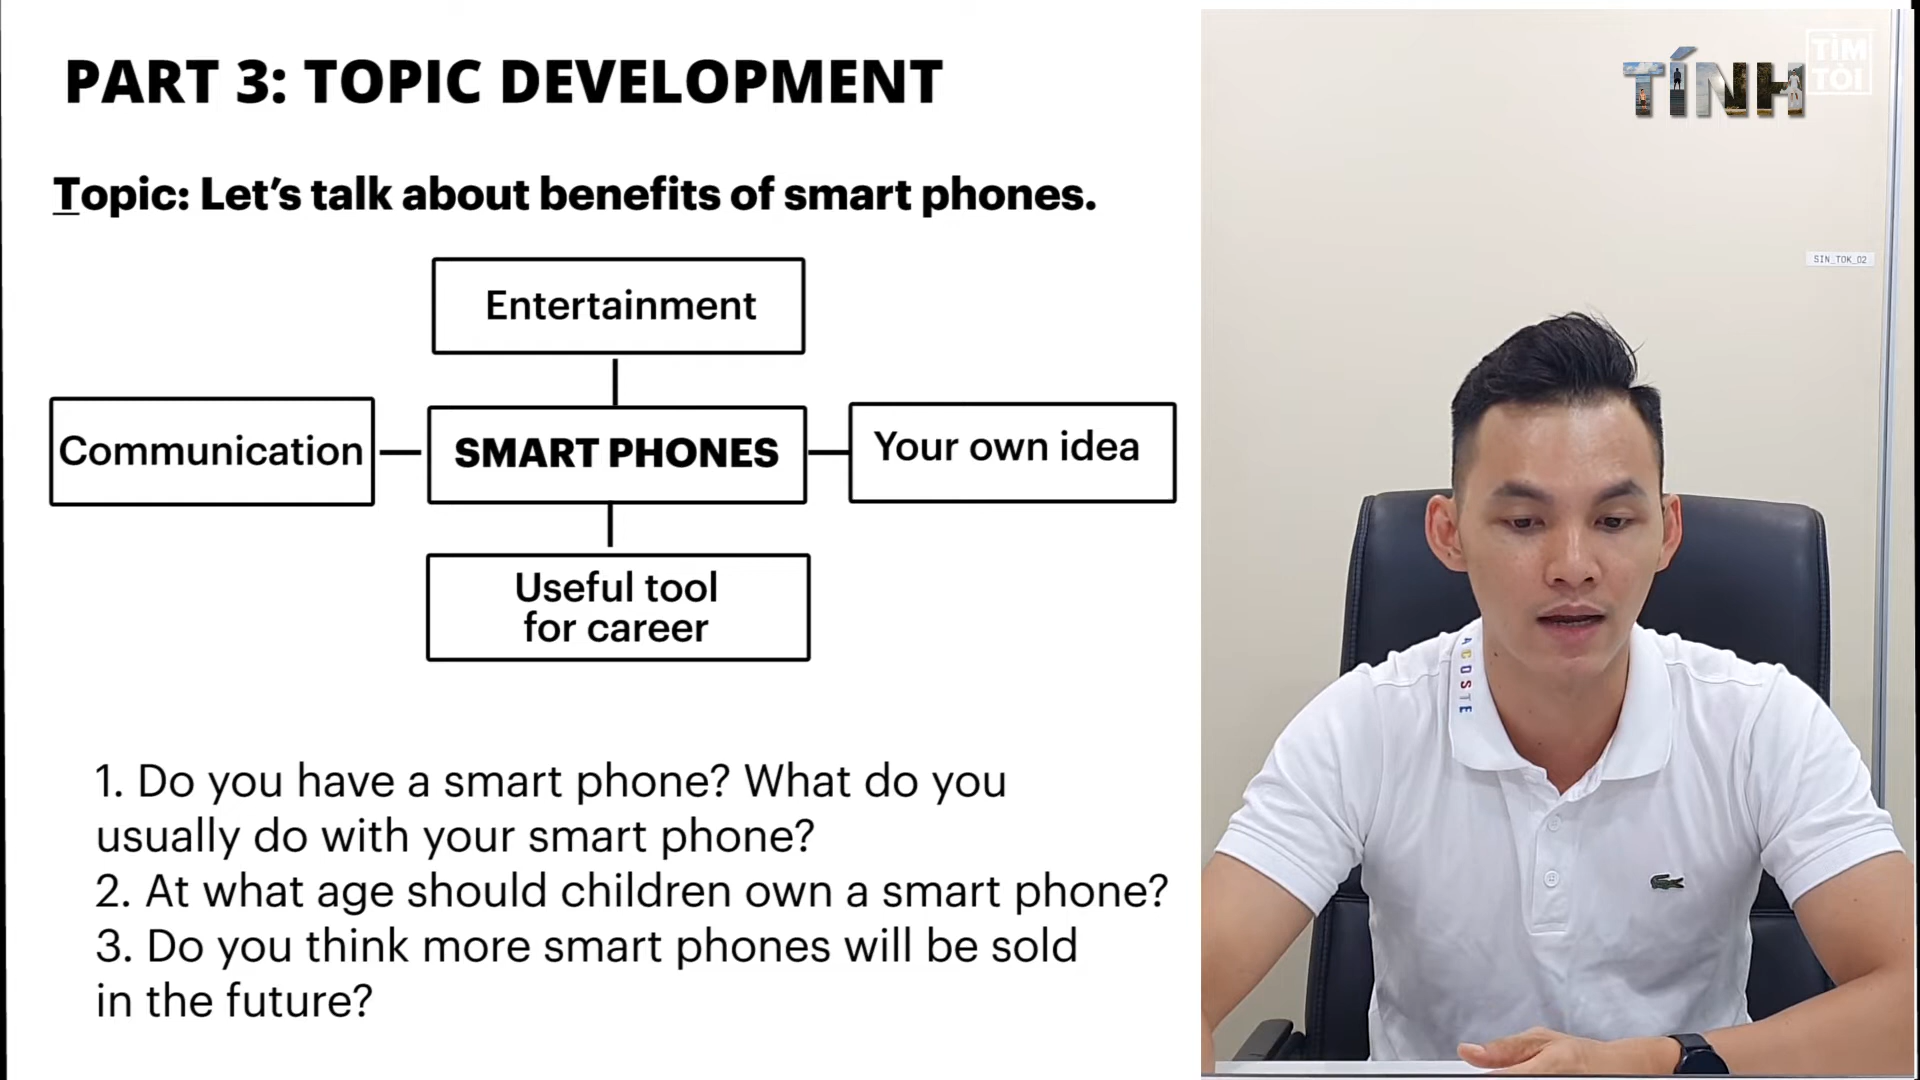 PART 3: TOPIC DEVELOPMENT
Topic: Let's talk about benefits of smart phones.
Entertainment
Communication
SMART PHONES
Your own idea
Useful tool
for career
1. Do you have a smart phone? What do you
usually do with your smart phone?
2. At what age should children own a smart phone?
3. Do you think more smart phones will be sold
in the future?
TÍNH
TÌM
TÒI
SIN_TOK_02
ACOSTE